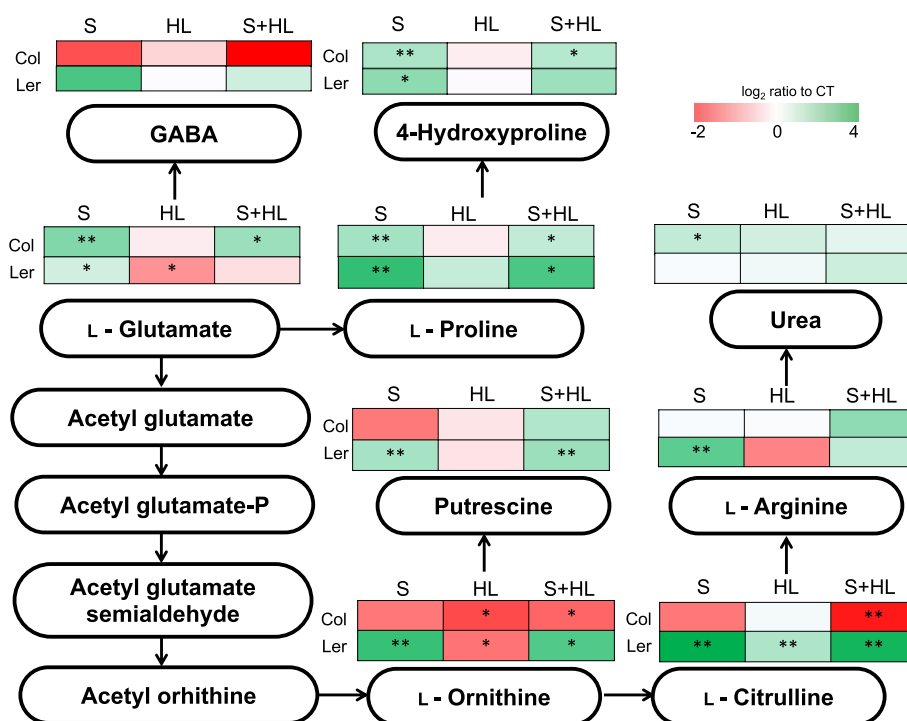 S HL S+HL
Col ** *
Ler *
GABA
S HL S+HL
Col
Ler
4-Hydroxyproline
log2 ratio to CT
-2 0 4
S HL S+HL
Col ** *
Ler * *
L - Glutamate
S HL S+HL
** *
** *
L - Proline
S HL S+HL
*
Urea
Acetyl glutamate
Acetyl glutamate-P
Acetyl glutamate
semialdehyde
Acetyl orhithine
S HL S+HL
Col
Ler ** **
Putrescine
S HL S+HL
**
L - Arginine
S HL S+HL
Col * *
Ler ** * *
L - Ornithine
S HL S+HL
Col **
Ler ** ** **
L - Citrulline